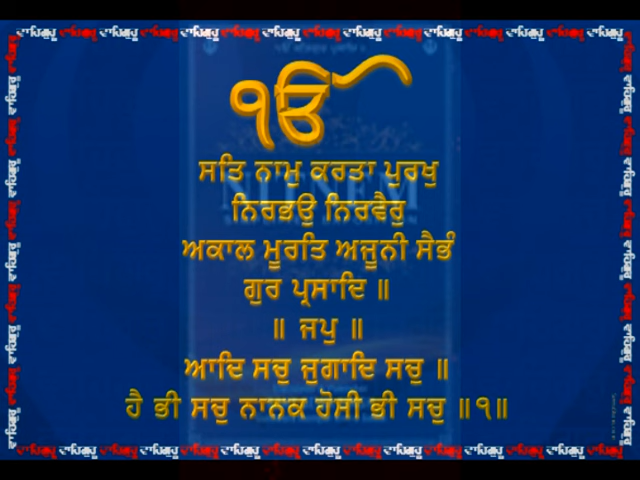 ਵਾਹਿਗੁਰੂ ਵਾਹਿਗੁਰੂ ਵਾਹਿਗੁਰੂ ਵਾਹਿਗੁਰੂ ਵਾਹਿਗੁਰੂ ਵਾਹਿਗੁਰੂ ਵਾਹਿਗੁਰੂ ਵਾਹਿਗੁਰੂ ਵਾਹਿਗੁਰੂ ਵਾਹਿਗੁਰੂ ਵਾਹਿਗੁਰੂ ਵਾਹਿਗੁਰੂ ਵਾਹਿਗੁਰੂ
ੴ
ਸਤਿ ਨਾਮੁ ਕਰਤਾ ਪੁਰਖੁ
ਨਿਰਭਉ ਨਿਰਵੈਰੁ
ਅਕਾਲ ਮੂਰਤਿ ਅਜੂਨੀ ਸੈਭੰ
ਗੁਰ ਪ੍ਰਸਾਦਿ ॥
॥ ਜਪੁ ॥
ਆਦਿ ਸਚੁ ਜੁਗਾਦਿ ਸਚੁ ॥
ਹੈ ਭੀ ਸਚੁ ਨਾਨਕ ਹੋਸੀ ਭੀ ਸਚੁ ॥੧॥